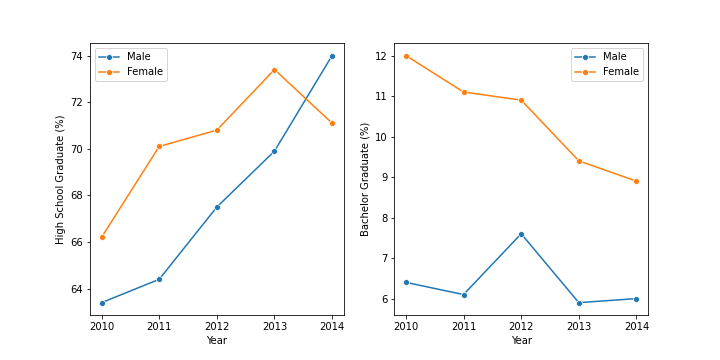 High School Graduate (%)
74
72
70
68
66
64
Male
Female
2010 2011 2012 2013 2014
Year
Bachelor Graduate (%)
12
11
10
9
8
7
6
Male
Female
2010 2011 2012 2013 2014
Year